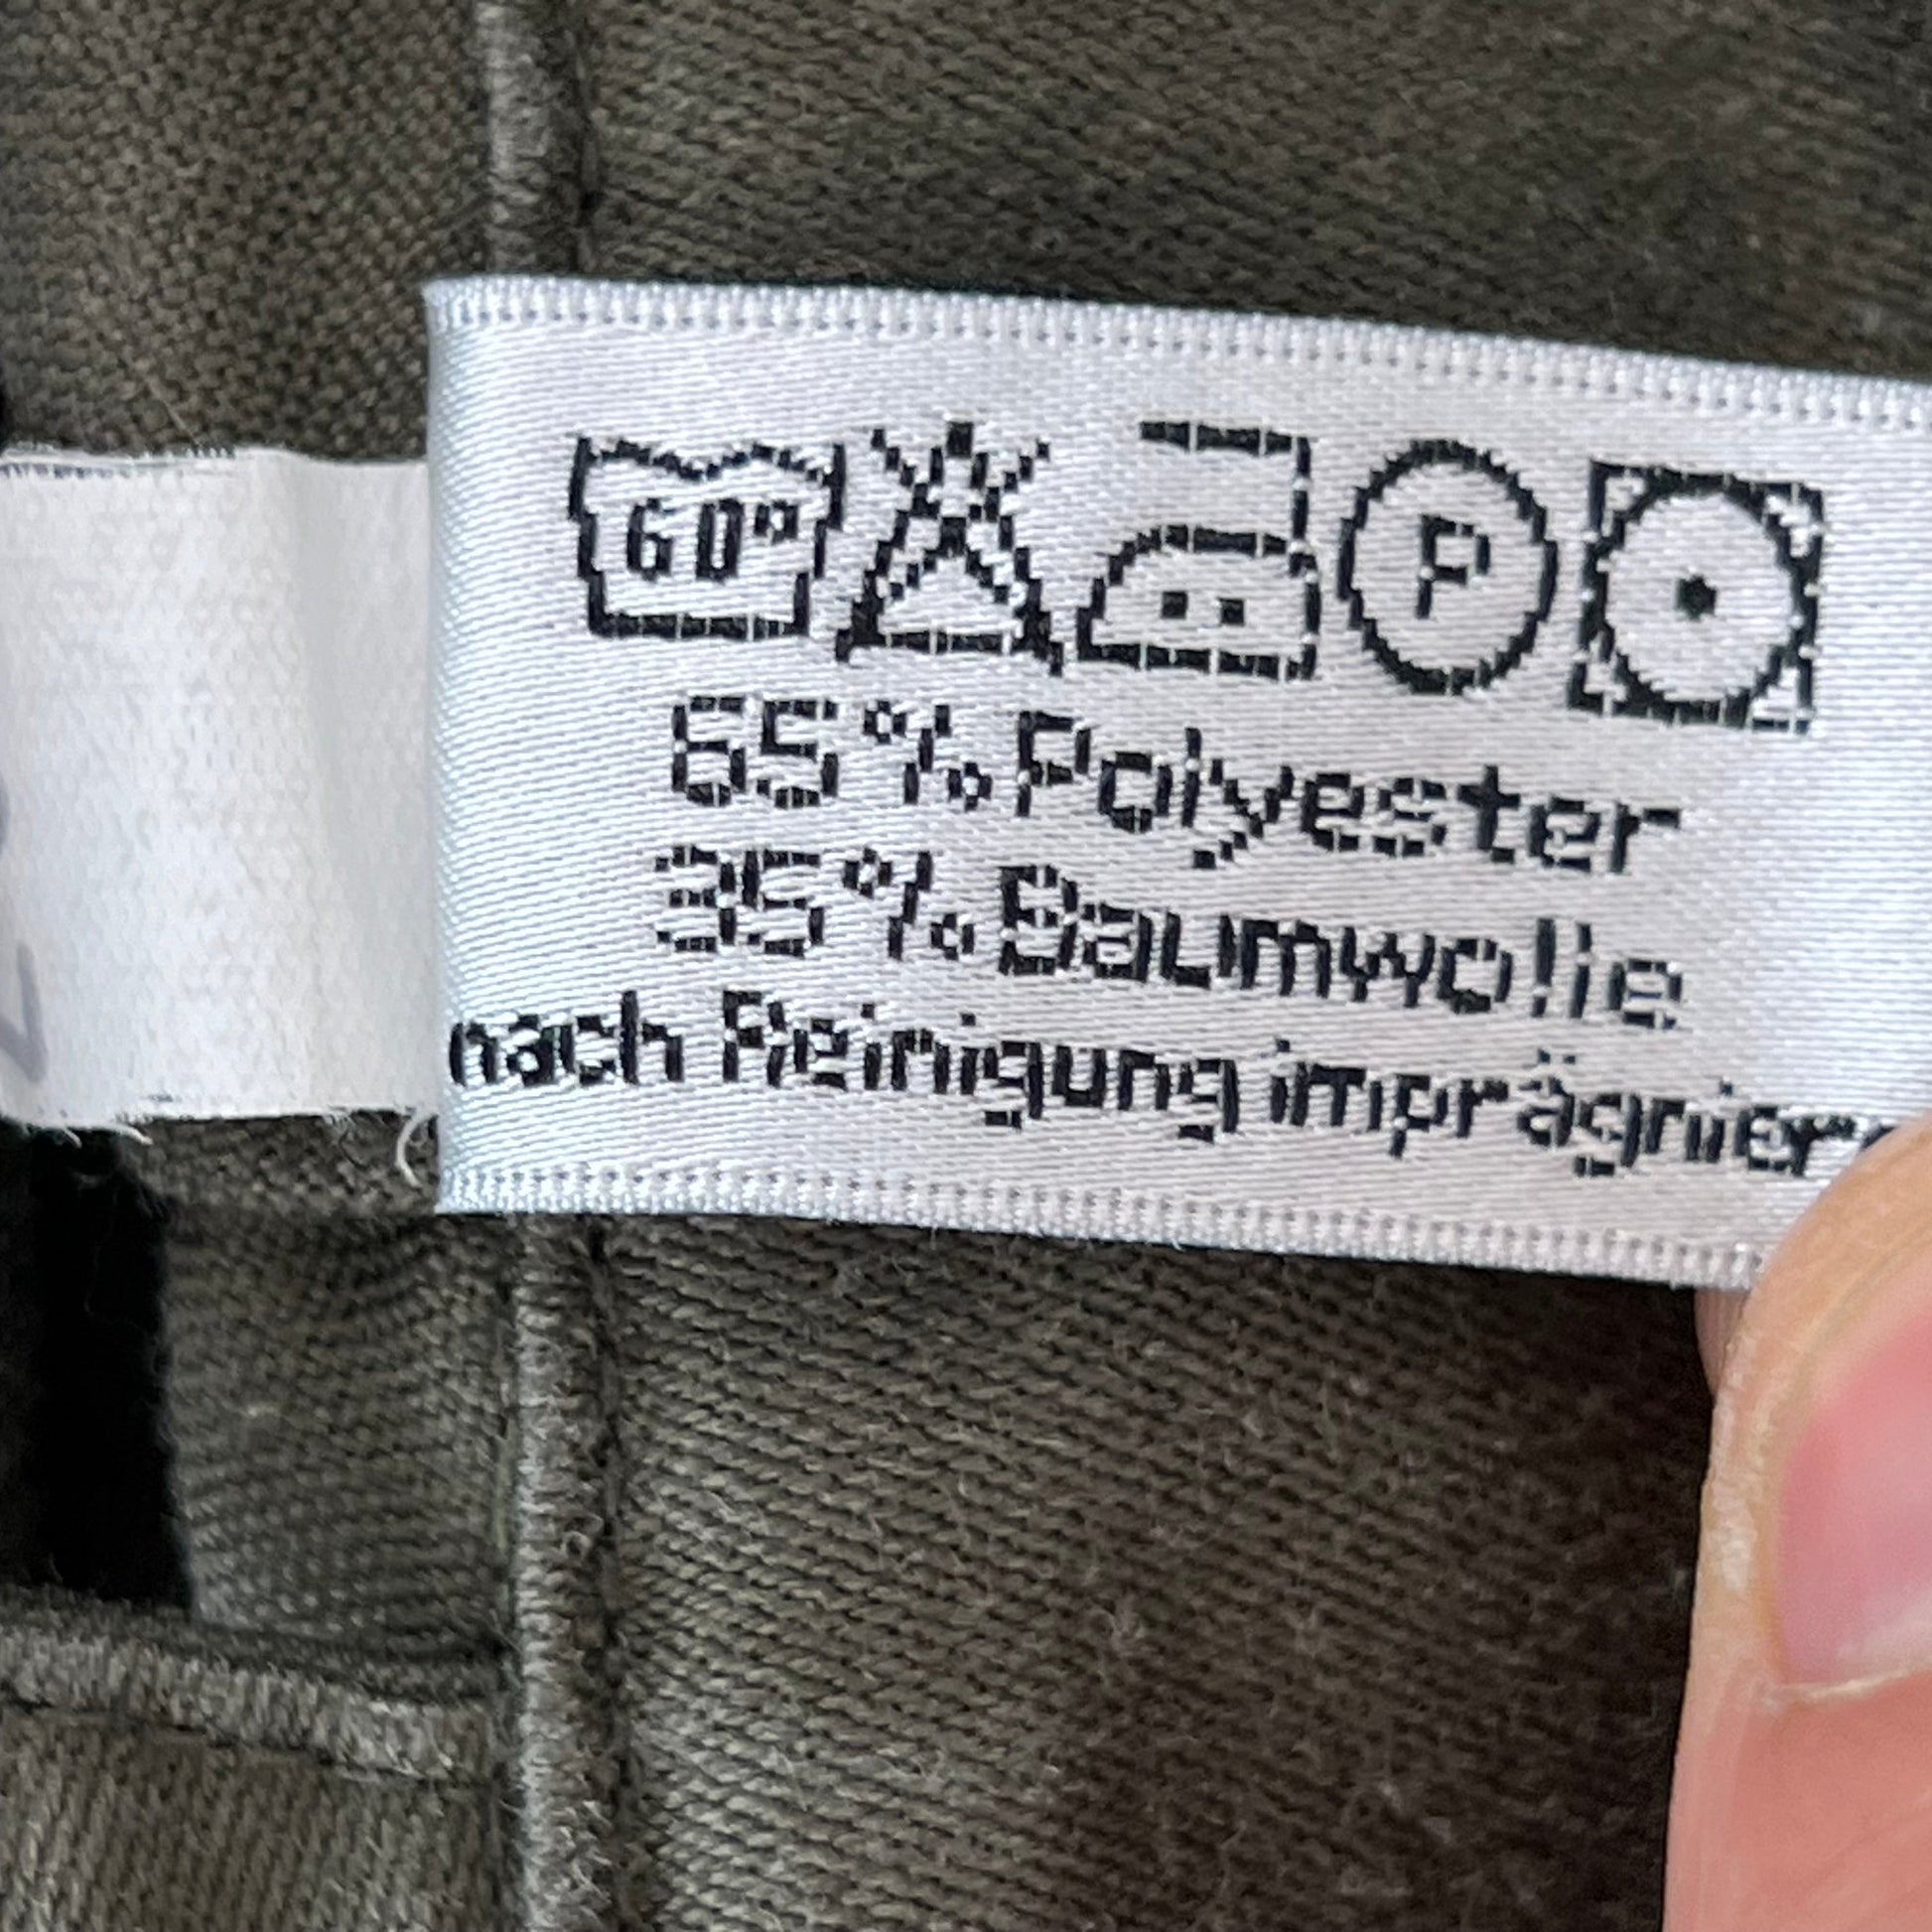 60°
P
65% Polyester
35% Baumwolle
nach Reinigung imprägnier